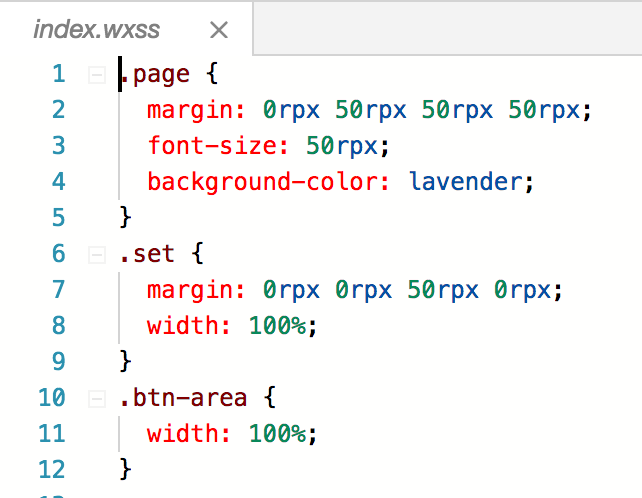 index.wxss ×
1 .page {
2 margin: 0rpx 50rpx 50rpx 50rpx;
3 font-size: 50rpx;
4 background-color: lavender;
5 }
6 .set {
7 margin: 0rpx 0rpx 50rpx 0rpx;
8 width: 100%;
9 }
10 .btn-area {
11 width: 100%;
12 }